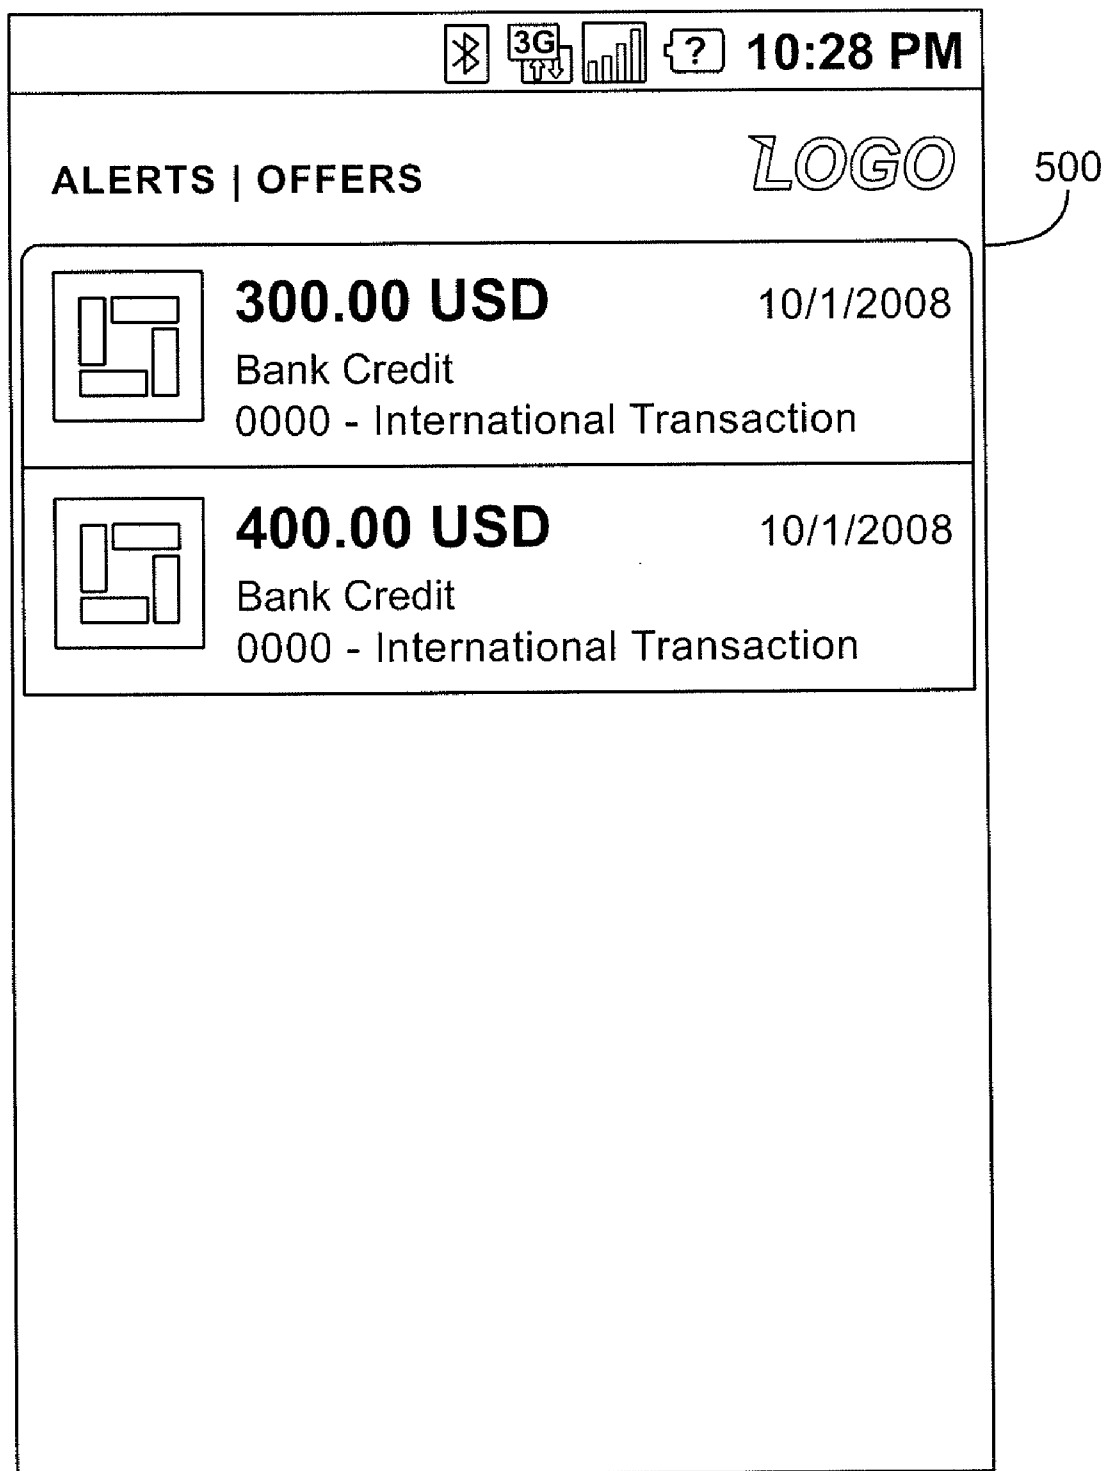 3G ? 10:28 PM
ALERTS | OFFERS LOGO
500
300.00 USD 10/1/2008
Bank Credit
0000 - International Transaction
400.00 USD 10/1/2008
Bank Credit
0000 - International Transaction